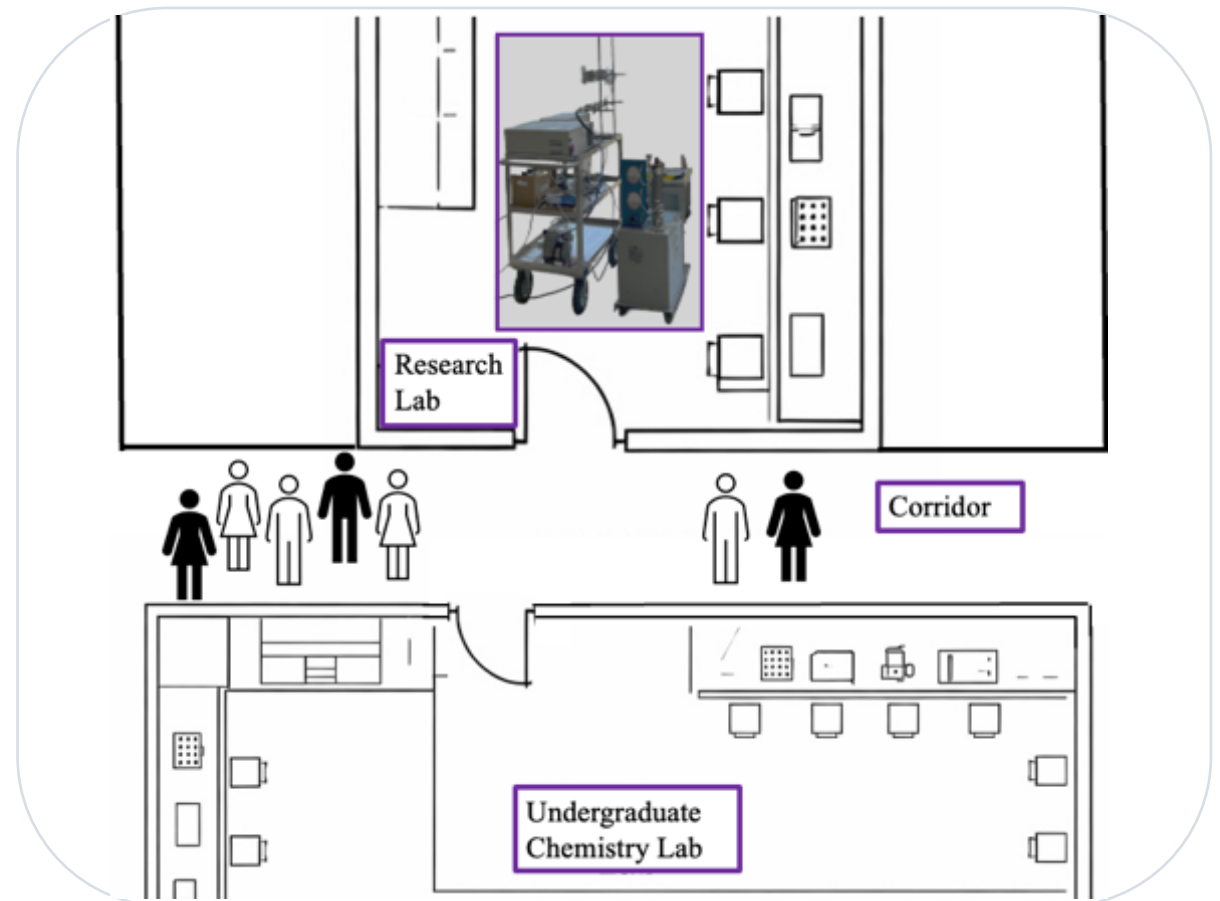 Research
Lab
Corridor
Undergraduate
Chemistry Lab